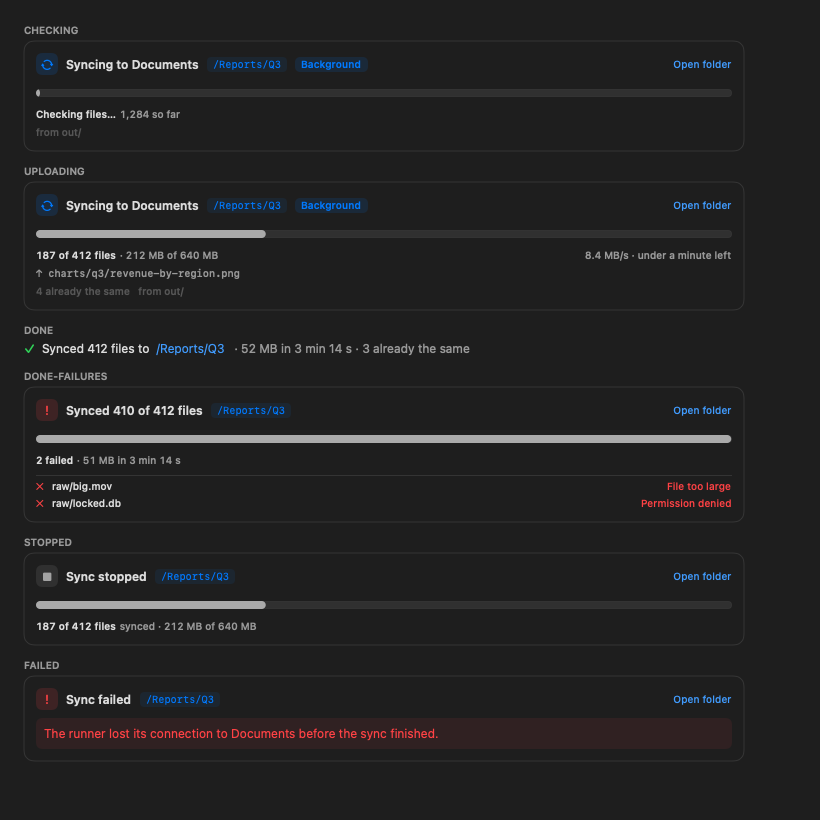 CHECKING
Syncing to Documents /Reports/Q3 Background Open folder
Checking files... 1,284 so far
from out/
UPLOADING
Syncing to Documents /Reports/Q3 Background Open folder
187 of 412 files · 212 MB of 640 MB 8.4 MB/s · under a minute left
↑ charts/q3/revenue-by-region.png
4 already the same from out/
DONE
✓ Synced 412 files to /Reports/Q3 · 52 MB in 3 min 14 s · 3 already the same
DONE-FAILURES
! Synced 410 of 412 files /Reports/Q3 Open folder
2 failed · 51 MB in 3 min 14 s
✕ raw/big.mov File too large
✕ raw/locked.db Permission denied
STOPPED
Sync stopped /Reports/Q3 Open folder
187 of 412 files synced · 212 MB of 640 MB
FAILED
! Sync failed /Reports/Q3 Open folder
The runner lost its connection to Documents before the sync finished.